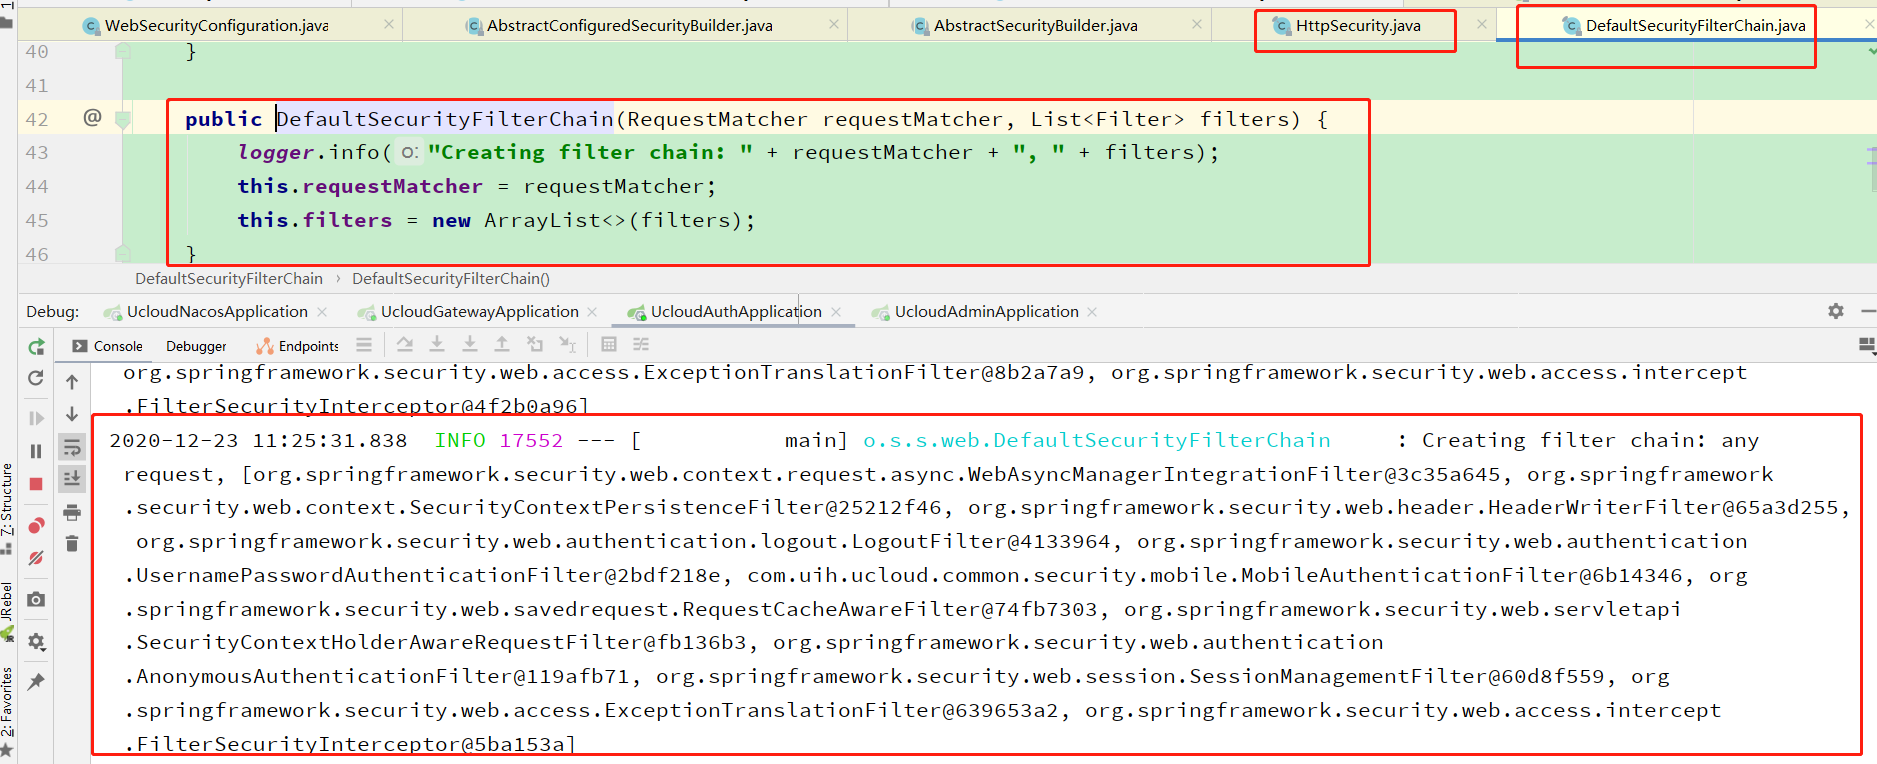 WebSecurityConfiguration.java AbstractConfiguredSecurityBuilder.java AbstractSecurityBuilder.java HttpSecurity.java DefaultSecurityFilterChain.java
40 }
41
42 @ public DefaultSecurityFilterChain(RequestMatcher requestMatcher, List<Filter> filters) {
43 logger.info( o: "Creating filter chain: " + requestMatcher + ", " + filters);
44 this.requestMatcher = requestMatcher;
45 this.filters = new ArrayList<>(filters);
46 }
DefaultSecurityFilterChain › DefaultSecurityFilterChain()
Debug: UcloudNacosApplication UcloudGatewayApplication UcloudAuthApplication UcloudAdminApplication
Console Debugger Endpoints
org.springframework.security.web.access.ExceptionTranslationFilter@8b2a7a9, org.springframework.security.web.access.intercept
.FilterSecurityInterceptor@4f2b0a96]
2020-12-23 11:25:31.838 INFO 17552 --- [ main] o.s.s.web.DefaultSecurityFilterChain : Creating filter chain: any
request, [org.springframework.security.web.context.request.async.WebAsyncManagerIntegrationFilter@3c35a645, org.springframework
.security.web.context.SecurityContextPersistenceFilter@25212f46, org.springframework.security.web.header.HeaderWriterFilter@65a3d255,
org.springframework.security.web.authentication.logout.LogoutFilter@4133964, org.springframework.security.web.authentication
.UsernamePasswordAuthenticationFilter@2bdf218e, com.uih.ucloud.common.security.mobile.MobileAuthenticationFilter@6b14346, org
.springframework.security.web.savedrequest.RequestCacheAwareFilter@74fb7303, org.springframework.security.web.servletapi
.SecurityContextHolderAwareRequestFilter@fb136b3, org.springframework.security.web.authentication
.AnonymousAuthenticationFilter@119afb71, org.springframework.security.web.session.SessionManagementFilter@60d8f559, org
.springframework.security.web.access.ExceptionTranslationFilter@639653a2, org.springframework.security.web.access.intercept
.FilterSecurityInterceptor@5ba153a]
7: Structure
JRebel
2: Favorites